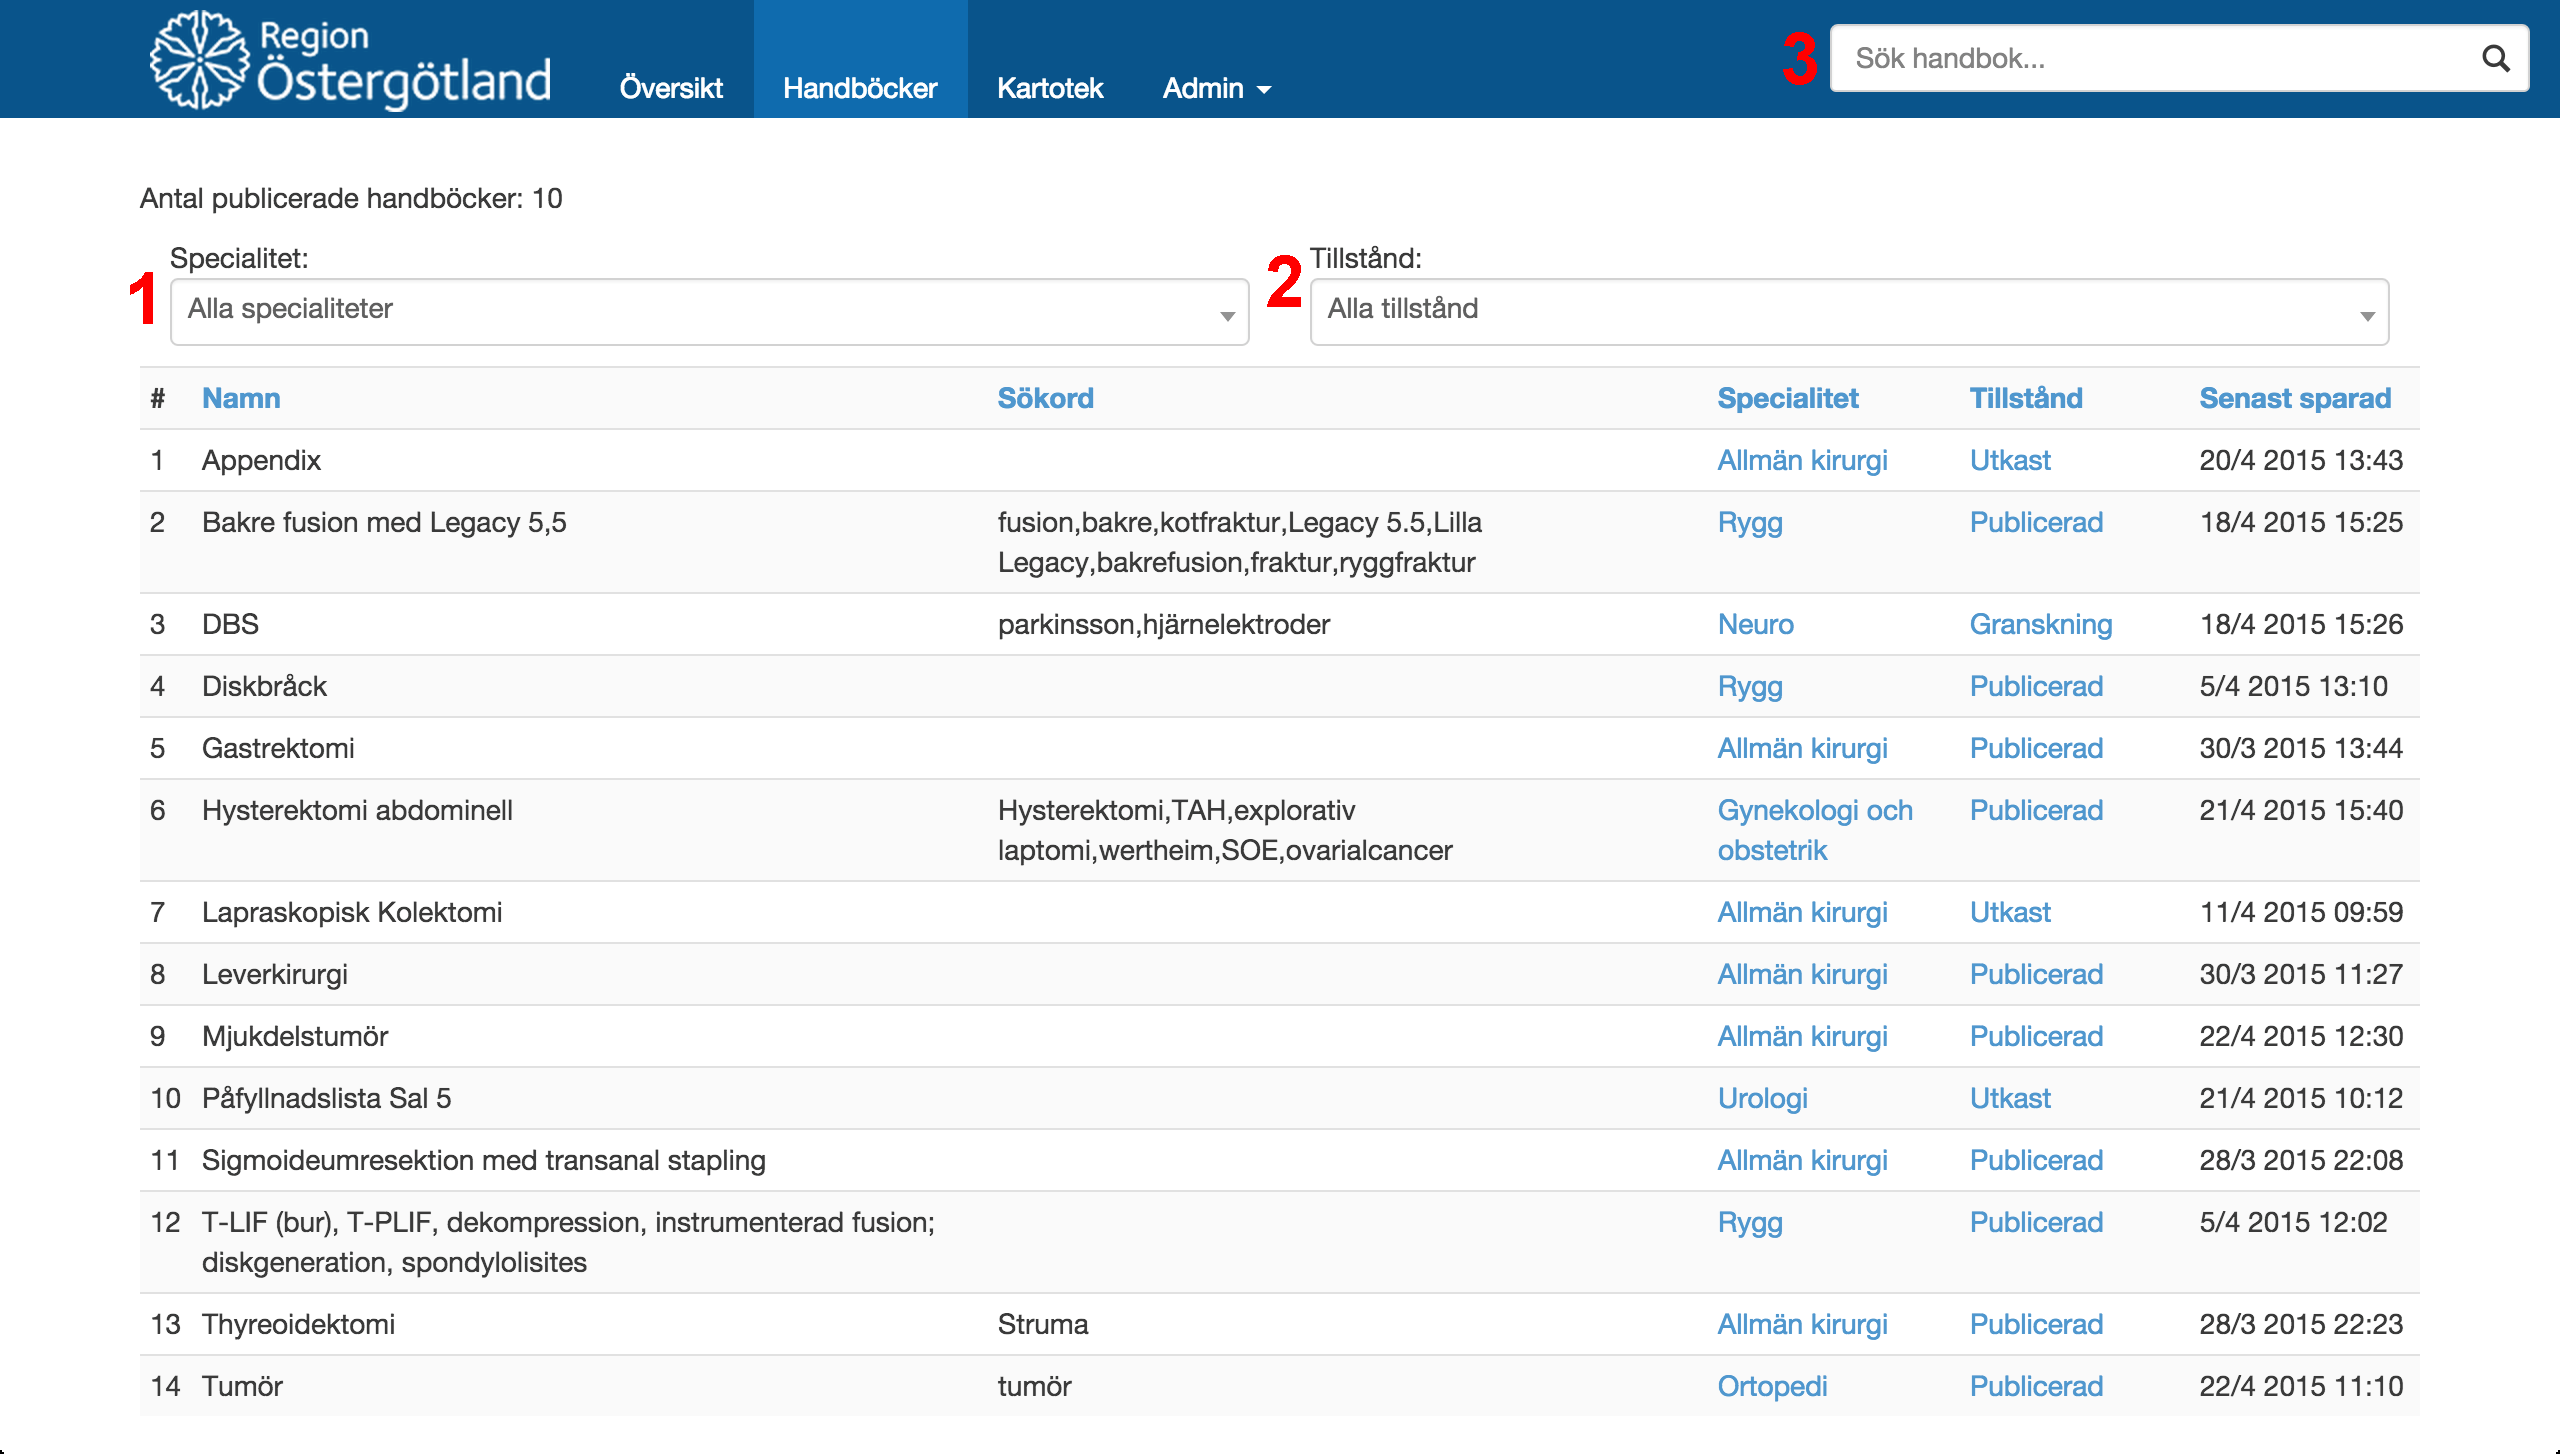 Region
Östergötland
Översikt Handböcker Kartotek Admin
3 Sök handbok...
Antal publicerade handböcker: 10
1 Specialitet:
Alla specialiteter
2 Tillstånd:
Alla tillstånd
# Namn Sökord Specialitet Tillstånd Senast sparad
1 Appendix Allmän kirurgi Utkast 20/4 2015 13:43
2 Bakre fusion med Legacy 5,5 fusion,bakre,kotfraktur,Legacy 5.5,Lilla Rygg Publicerad 18/4 2015 15:25
Legacy,bakrefusion,fraktur,ryggfraktur
3 DBS parkinsson,hjärnelektroder Neuro Granskning 18/4 2015 15:26
4 Diskbråck Rygg Publicerad 5/4 2015 13:10
5 Gastrektomi Allmän kirurgi Publicerad 30/3 2015 13:44
6 Hysterektomi abdominell Hysterektomi,TAH,explorativ Gynekologi och Publicerad 21/4 2015 15:40
laptomi,wertheim,SOE,ovarialcancer obstetrik
7 Lapraskopisk Kolektomi Allmän kirurgi Utkast 11/4 2015 09:59
8 Leverkirurgi Allmän kirurgi Publicerad 30/3 2015 11:27
9 Mjukdelstumör Allmän kirurgi Publicerad 22/4 2015 12:30
10 Påfyllnadslista Sal 5 Urologi Utkast 21/4 2015 10:12
11 Sigmoideumresektion med transanal stapling Allmän kirurgi Publicerad 28/3 2015 22:08
12 T-LIF (bur), T-PLIF, dekompression, instrumenterad fusion; Rygg Publicerad 5/4 2015 12:02
diskgeneration, spondylolisites
13 Thyreoidektomi Struma Allmän kirurgi Publicerad 28/3 2015 22:23
14 Tumör tumör Ortopedi Publicerad 22/4 2015 11:10